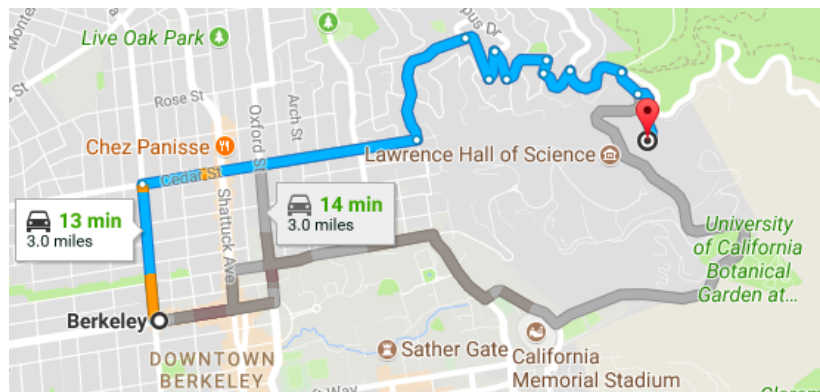 Live Oak Park
pus Dr
Rose St
Oxford St
Arch St
Chez Panisse
Cedar St
Lawrence Hall of Science
13 min
3.0 miles
Shattuck Ave
14 min
3.0 miles
University
of California
Botanical
Garden at...
Berkeley
DOWNTOWN
BERKELEY
Sather Gate
California
Memorial Stadium